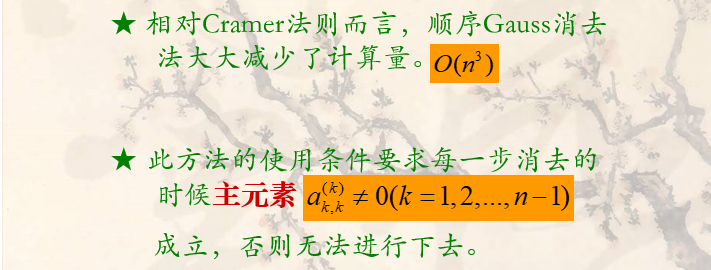 ★ 相对Cramer法则而言，顺序Gauss消去
法大大减少了计算量。O(n³)
★ 此方法的使用条件要求每一步消去的
时候主元素 a_{k,k}^{(k)} ≠ 0(k = 1,2,...,n−1)
成立，否则无法进行下去。